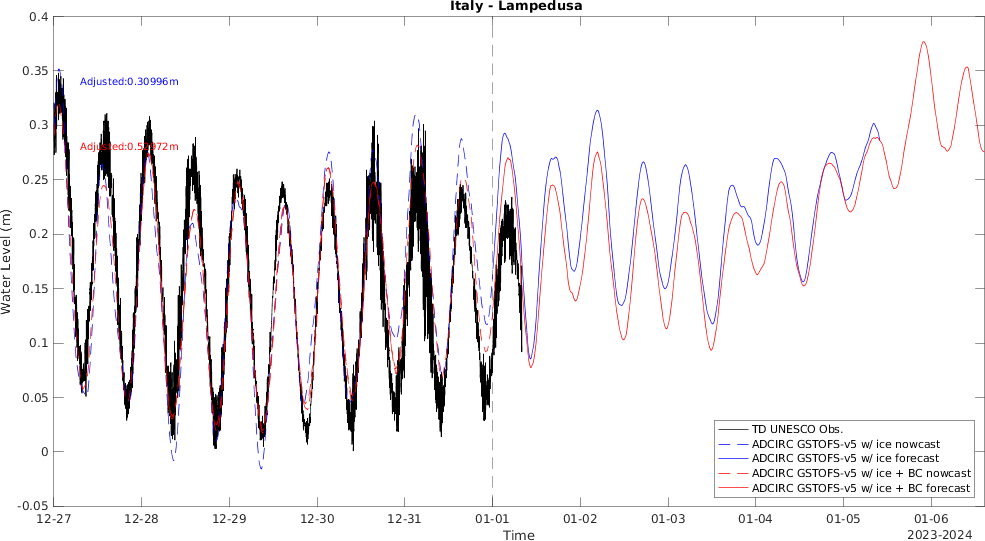 Italy - Lampedusa
0.4
0.35
0.3
0.25
0.2
0.15
0.1
0.05
0
-0.05
Water Level (m)
Adjusted:0.30996m
TD UNESCO Obs.
ADCIRC GSTOFS-v5 w/ ice nowcast
ADCIRC GSTOFS-v5 w/ ice forecast
ADCIRC GSTOFS-v5 w/ ice + BC nowcast
ADCIRC GSTOFS-v5 w/ ice + BC forecast
12-27 12-28 12-29 12-30 12-31 01-01 01-02 01-03 01-04 01-05 01-06
Time
2023-2024